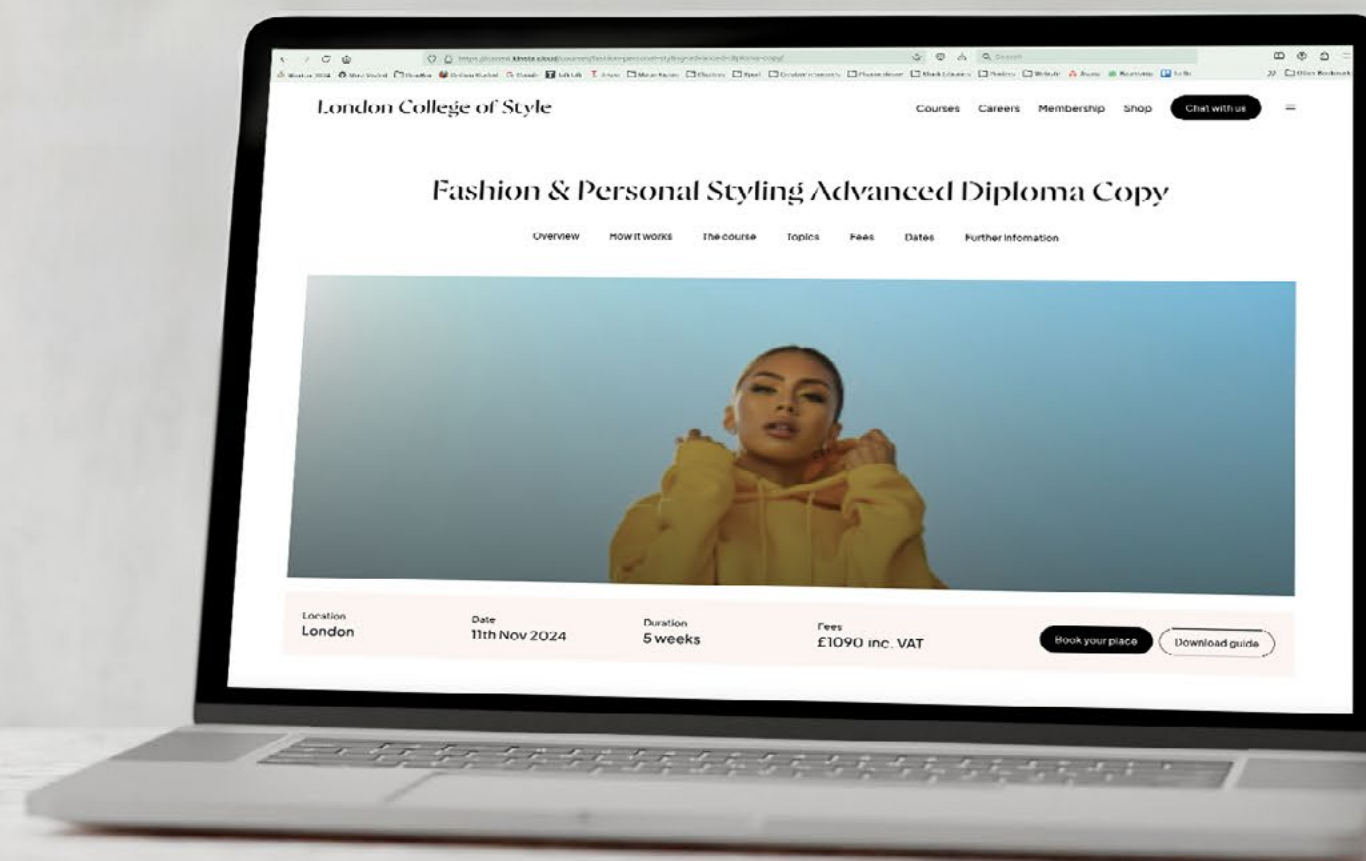 London College of Style
Courses Careers Membership Shop Chat with us
Fashion & Personal Styling Advanced Diploma Copy
Overview How it works The course Topics Fees Dates Further Infomation
Location
London
Date
11th Nov 2024
Duration
5 weeks
Fees
£1090 inc. VAT
Book your place
Download guide